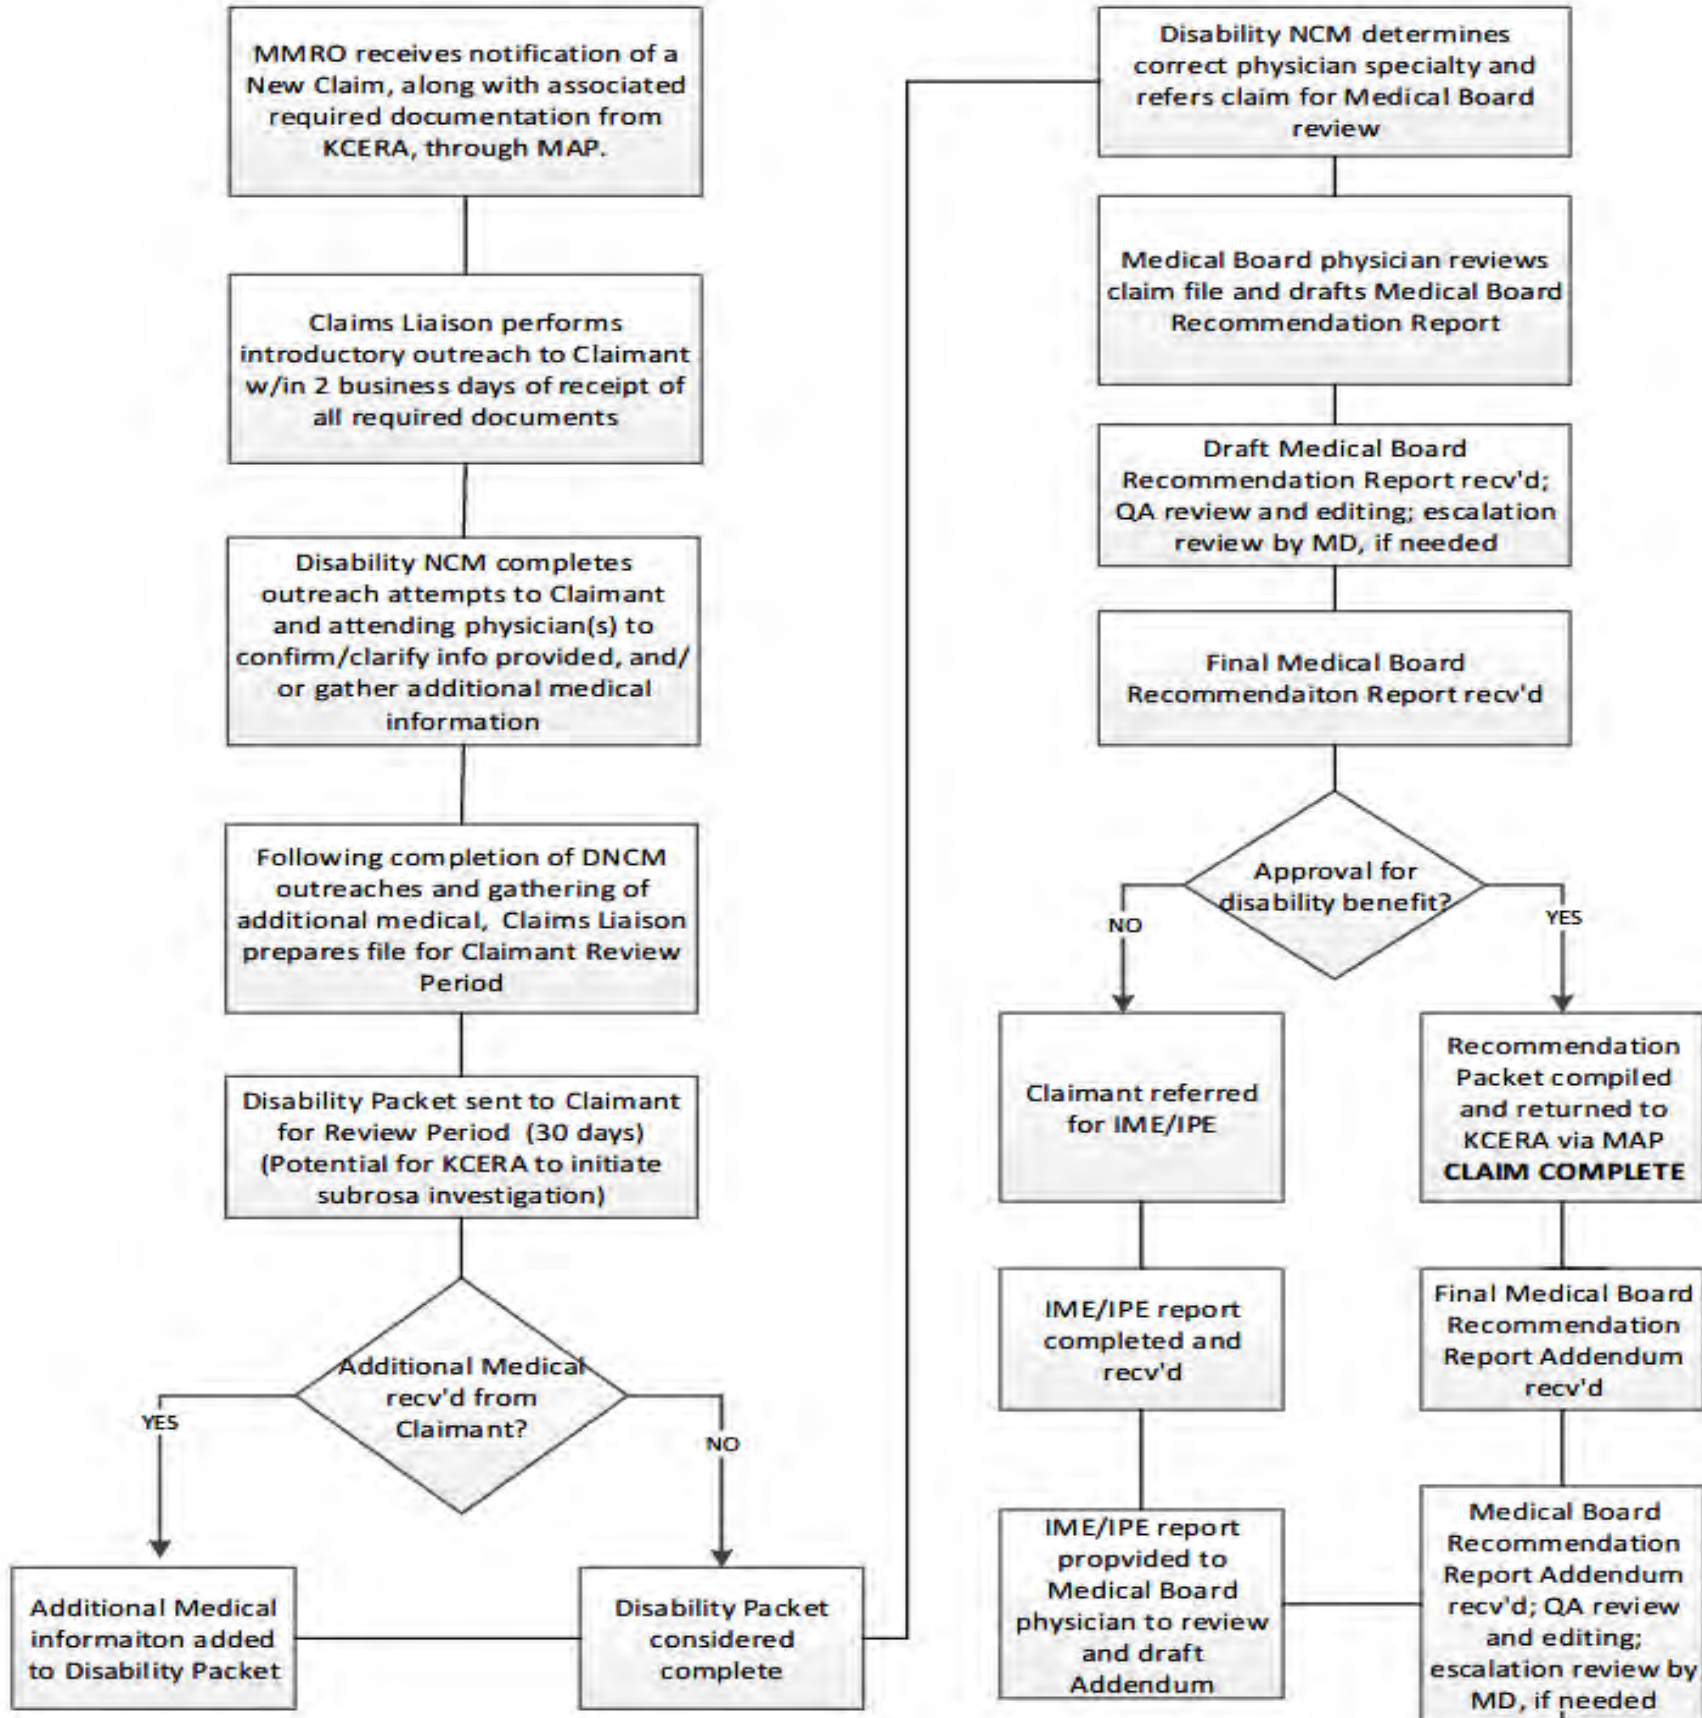 MMRO receives notification of a
New Claim, along with associated
required documentation from
KCERA, through MAP.
Claims Liaison performs
introductory outreach to Claimant
w/in 2 business days of receipt of
all required documents
Disability NCM completes
outreach attempts to Claimant
and attending physician(s) to
confirm/clarify info provided, and/
or gather additional medical
information
Following completion of DNCM
outreaches and gathering of
additional medical, Claims Liaison
prepares file for Claimant Review
Period
Disability Packet sent to Claimant
for Review Period (30 days)
(Potential for KCERA to initiate
subrosa investigation)
Additional Medical
recv'd from
Claimant?
YES
NO
Additional Medical
informaiton added
to Disability Packet
Disability Packet
considered
complete
Disability NCM determines
correct physician specialty and
refers claim for Medical Board
review
Medical Board physician reviews
claim file and drafts Medical Board
Recommendation Report
Draft Medical Board
Recommendation Report recv'd;
QA review and editing; escalation
review by MD, if needed
Final Medical Board
Recommendaiton Report recv'd
Approval for
disability benefit?
NO
YES
Claimant referred
for IME/IPE
IME/IPE report
completed and
recv'd
IME/IPE report
propvided to
Medical Board
physician to review
and draft
Addendum
Recommendation
Packet compiled
and returned to
KCERA via MAP
CLAIM COMPLETE
Final Medical Board
Recommendation
Report Addendum
recv'd
Medical Board
Recommendation
Report Addendum
recv'd; QA review
and editing;
escalation review by
MD, if needed